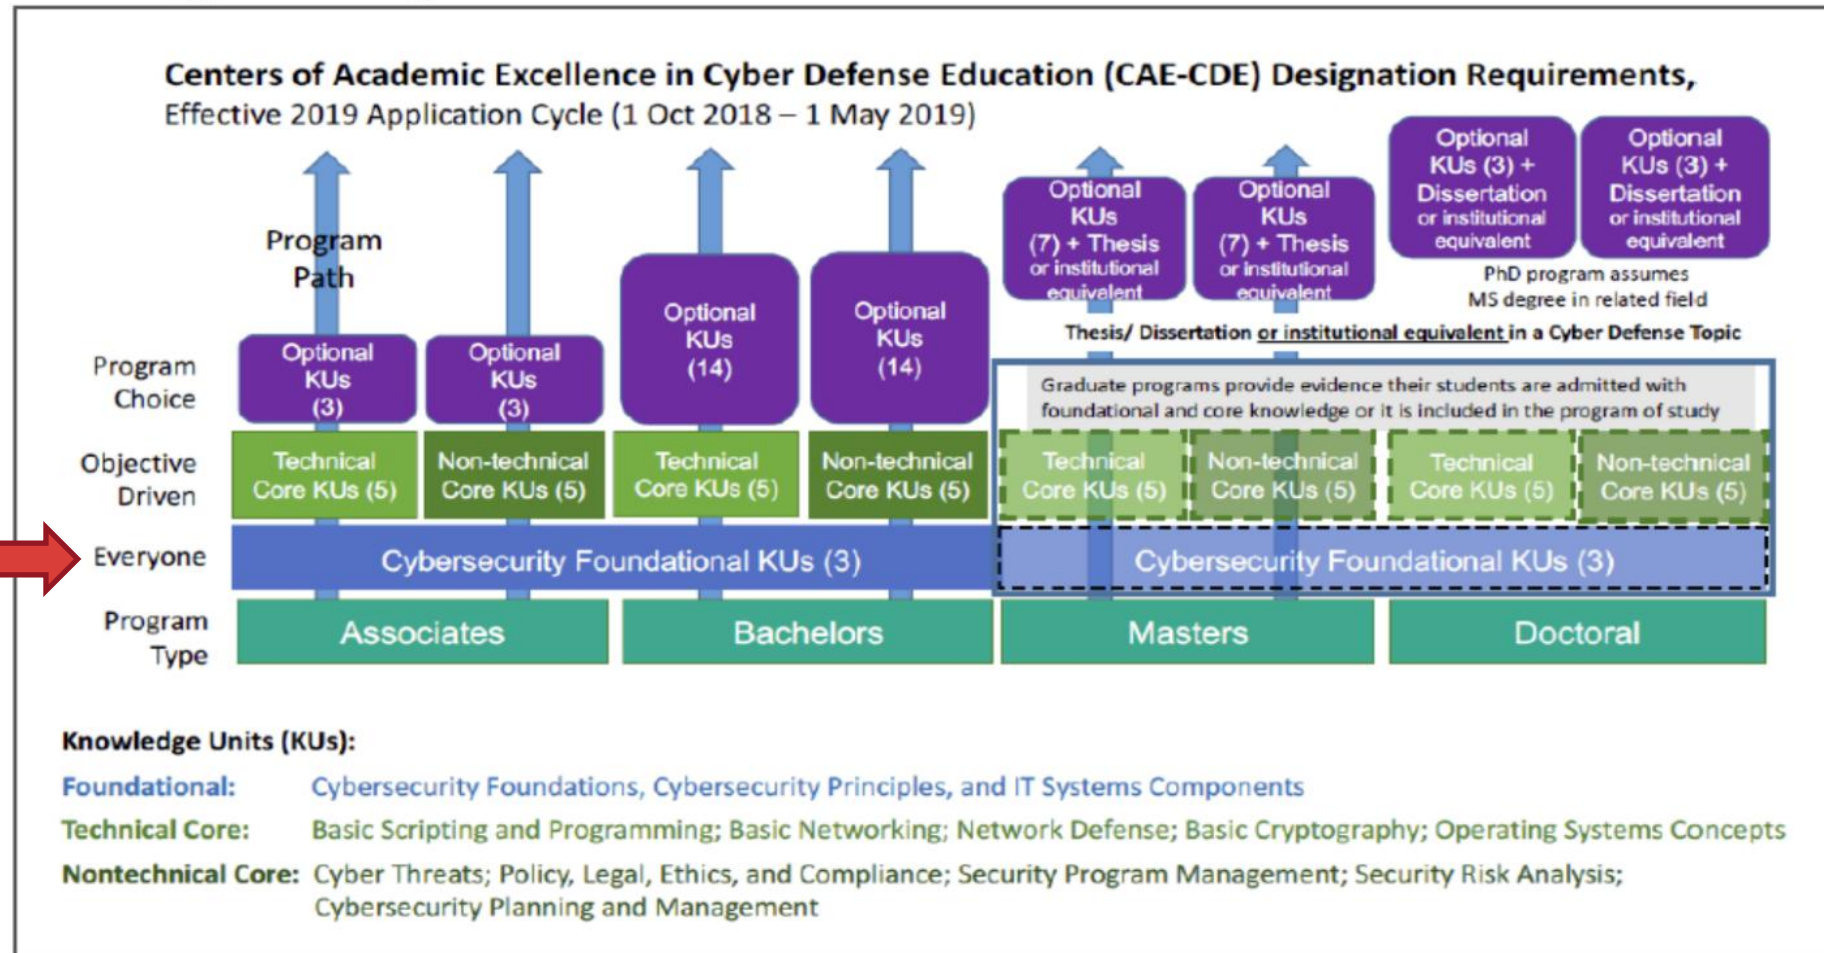 Centers of Academic Excellence in Cyber Defense Education (CAE-CDE) Designation Requirements,
Effective 2019 Application Cycle (1 Oct 2018 – 1 May 2019)
Optional
KUs (3) +
Dissertation
or institutional
equivalent
Optional
KUs (3) +
Dissertation
or institutional
equivalent
Optional
KUs
(7) + Thesis
or institutional
equivalent
Optional
KUs
(7) + Thesis
or institutional
equivalent
Program
Path
PhD program assumes
MS degree in related field
Thesis/ Dissertation or institutional equivalent in a Cyber Defense Topic
Program
Choice
Optional
KUs
(3)
Optional
KUs
(3)
Optional
KUs
(14)
Optional
KUs
(14)
Graduate programs provide evidence their students are admitted with
foundational and core knowledge or it is included in the program of study
Objective
Driven
Technical
Core KUs (5)
Non-technical
Core KUs (5)
Technical
Core KUs (5)
Non-technical
Core KUs (5)
Technical
Core KUs (5)
Non-technical
Core KUs (5)
Technical
Core KUs (5)
Non-technical
Core KUs (5)
Everyone
Cybersecurity Foundational KUs (3)
Cybersecurity Foundational KUs (3)
Program
Type
Associates
Bachelors
Masters
Doctoral
Knowledge Units (KUs):
Foundational: Cybersecurity Foundations, Cybersecurity Principles, and IT Systems Components
Technical Core: Basic Scripting and Programming; Basic Networking; Network Defense; Basic Cryptography; Operating Systems Concepts
Nontechnical Core: Cyber Threats; Policy, Legal, Ethics, and Compliance; Security Program Management; Security Risk Analysis;
Cybersecurity Planning and Management